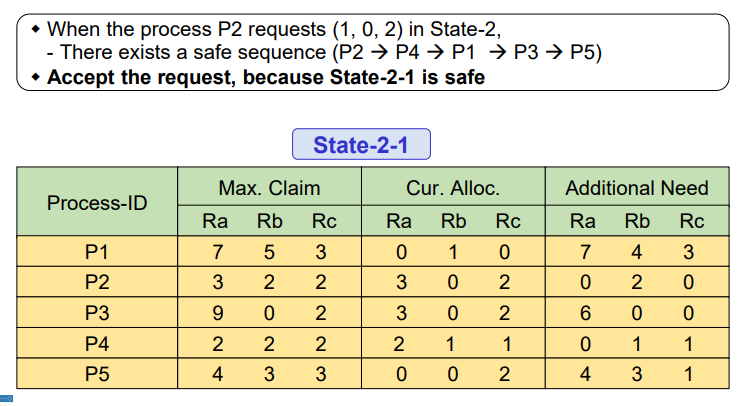 ◆ When the process P2 requests (1, 0, 2) in State-2,
- There exists a safe sequence (P2 → P4 → P1 → P3 → P5)
◆ Accept the request, because State-2-1 is safe
State-2-1
Process-ID Max. Claim Cur. Alloc. Additional Need
Ra Rb Rc Ra Rb Rc Ra Rb Rc
P1 7 5 3 0 1 0 7 4 3
P2 3 2 2 3 0 2 0 2 0
P3 9 0 2 3 0 2 6 0 0
P4 2 2 2 2 1 1 0 1 1
P5 4 3 3 0 0 2 4 3 1